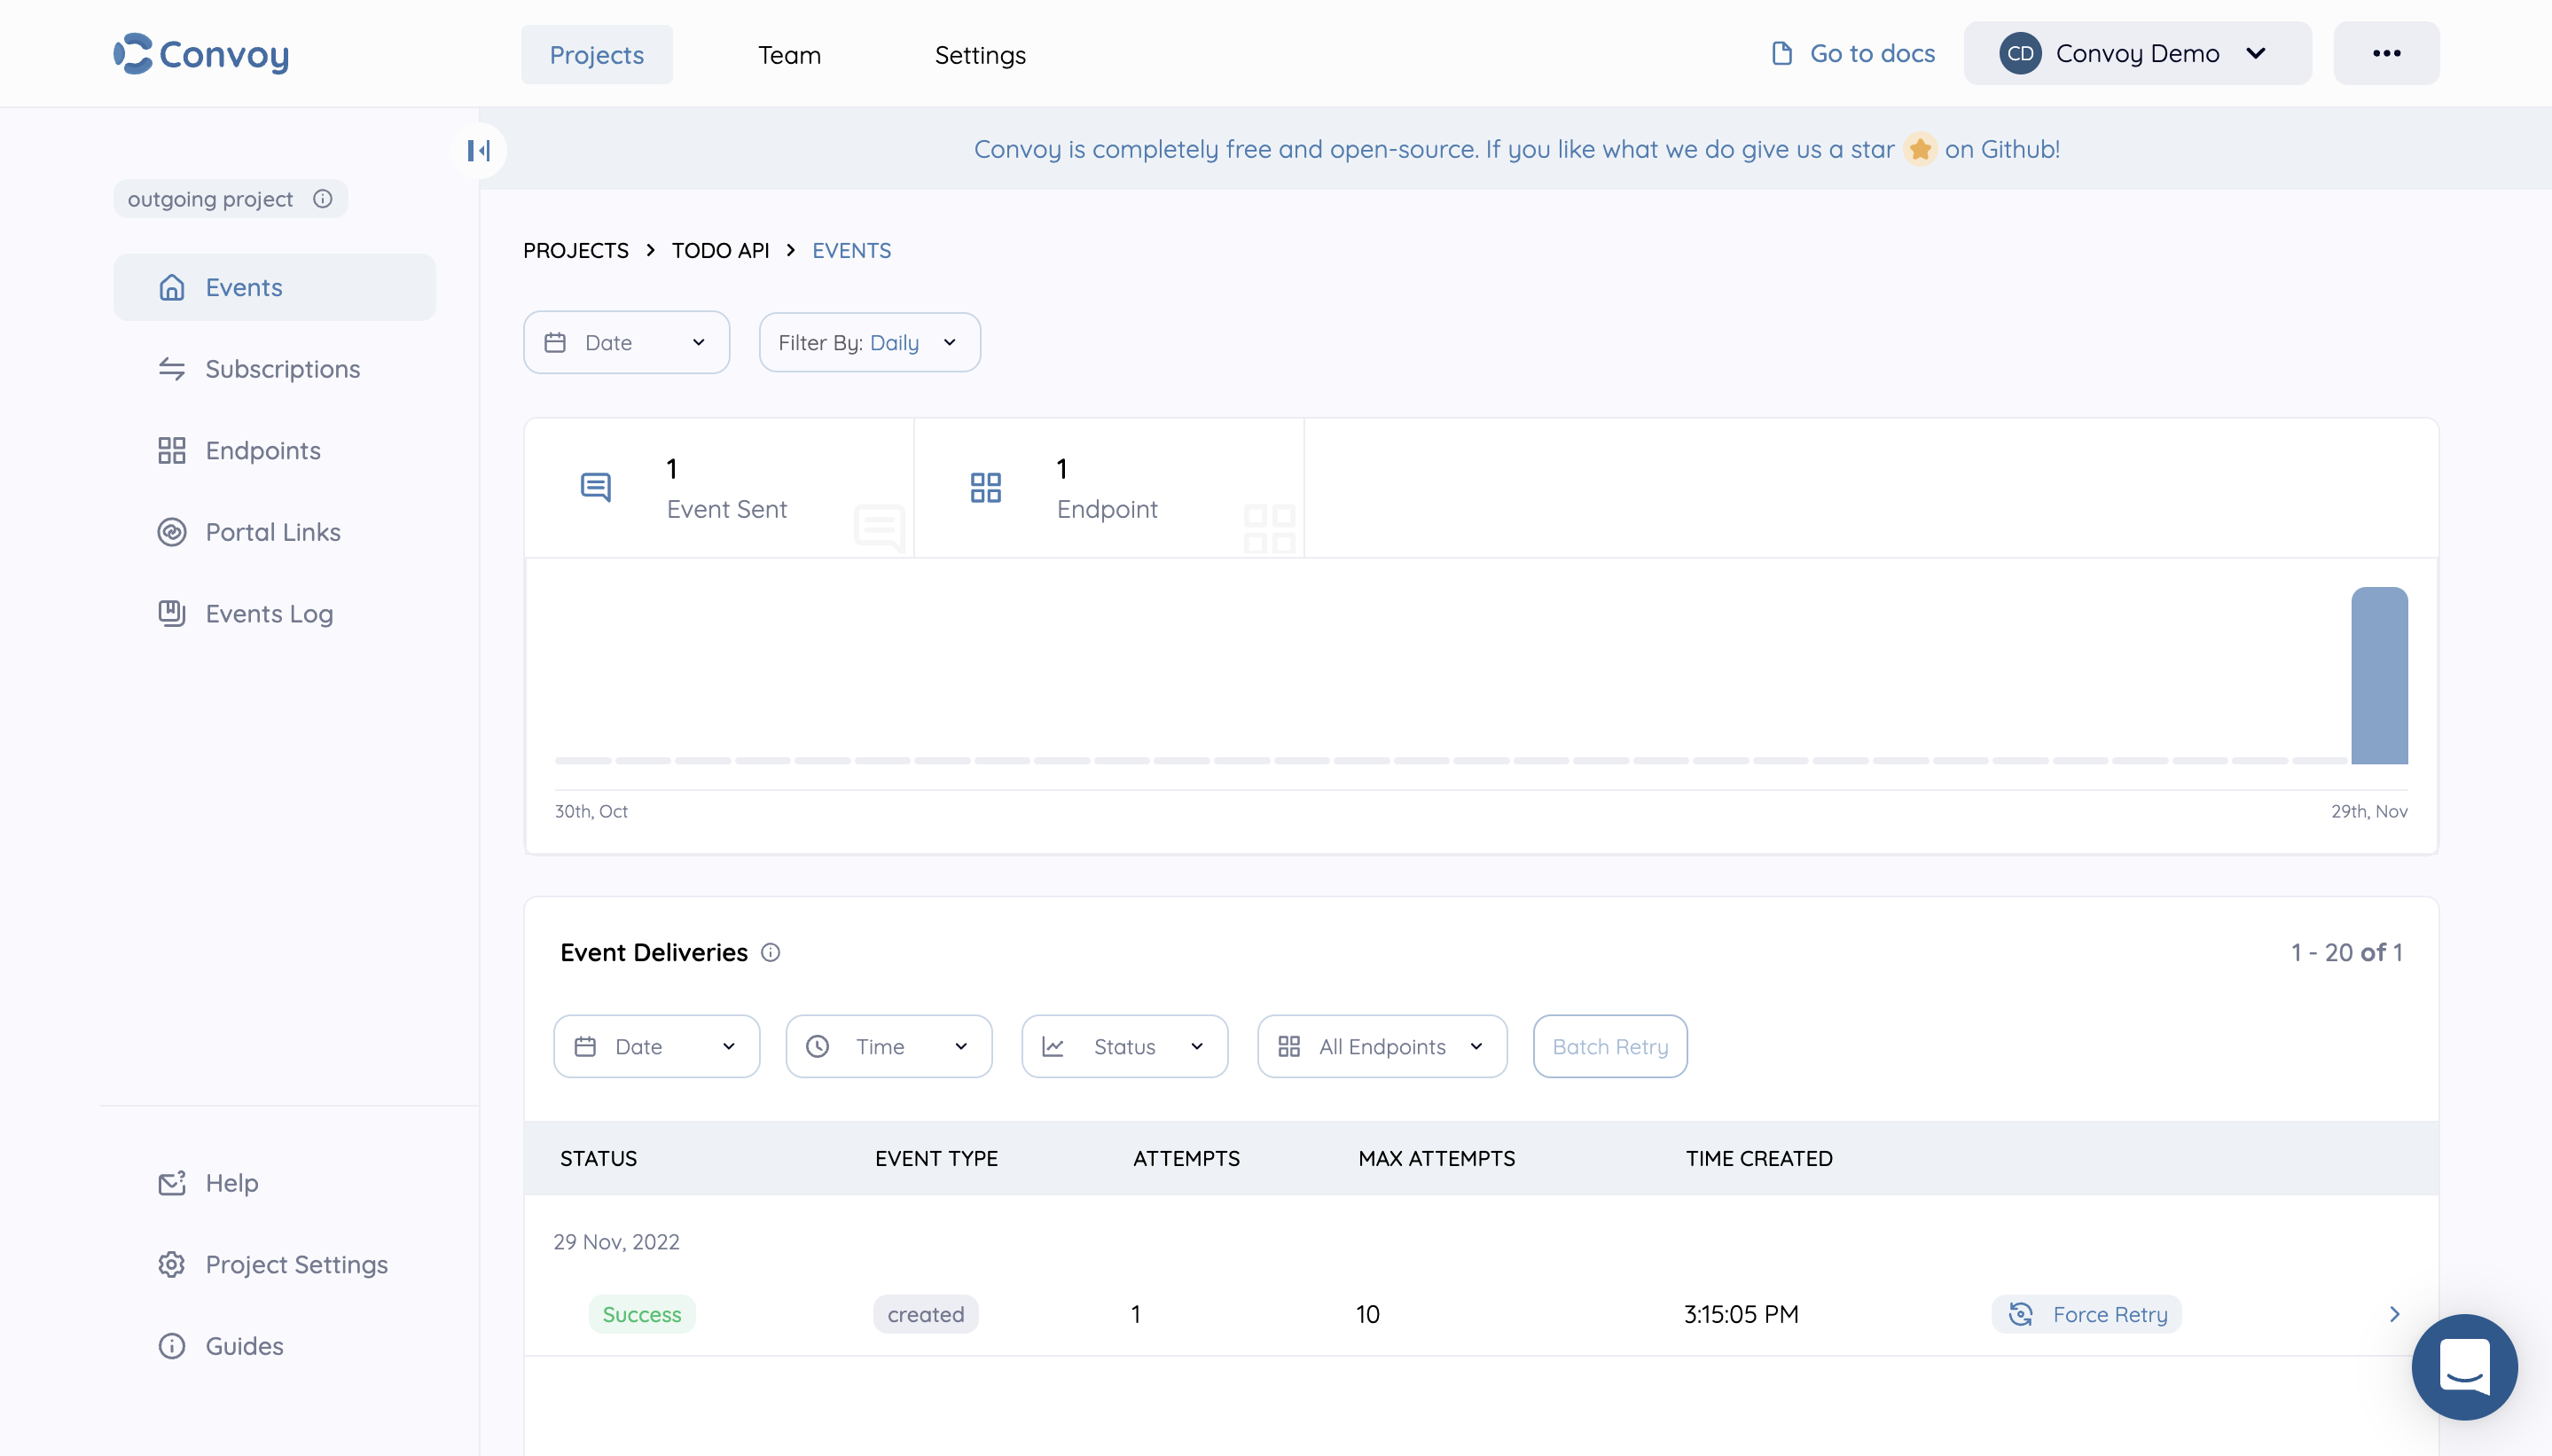 Convoy
Projects
Team
Settings
Go to docs
CD
Convoy Demo
Convoy is completely free and open-source. If you like what we do give us a star on Github!
outgoing project
Events
Subscriptions
Endpoints
Portal Links
Events Log
Help
Project Settings
Guides
PROJECTS
TODO API
EVENTS
Date
Filter By: Daily
1
Event Sent
1
Endpoint
30th, Oct
29th, Nov
Event Deliveries
1 - 20 of 1
Date
Time
Status
All Endpoints
Batch Retry
STATUS
EVENT TYPE
ATTEMPTS
MAX ATTEMPTS
TIME CREATED
29 Nov, 2022
Success
created
1
10
3:15:05 PM
Force Retry